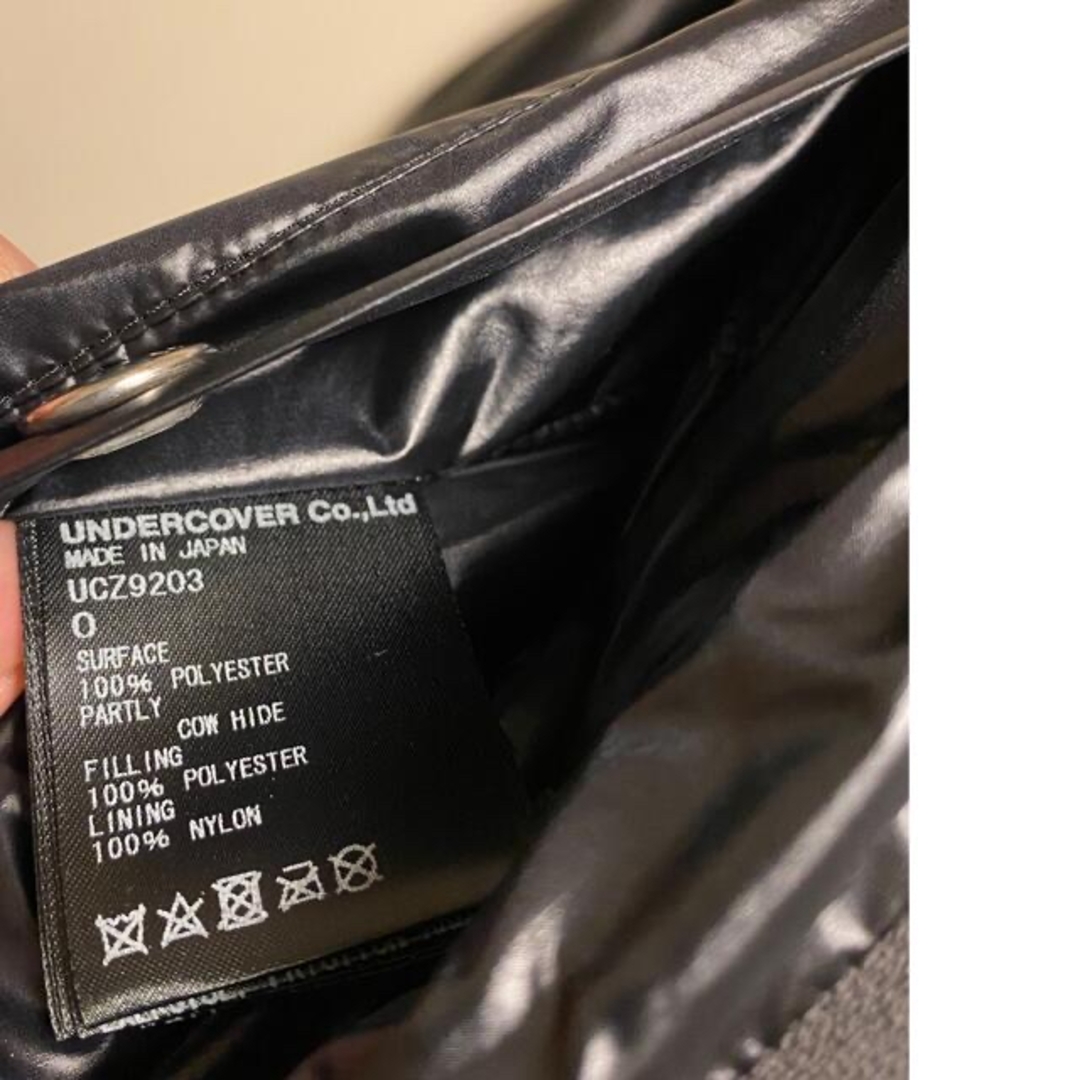 UNDERCOVER Co.,Ltd
MADE IN JAPAN
UCZ9203
0
SURFACE
100% POLYESTER
PARTLY
COW HIDE
FILLING
100% POLYESTER
LINING
100% NYLON